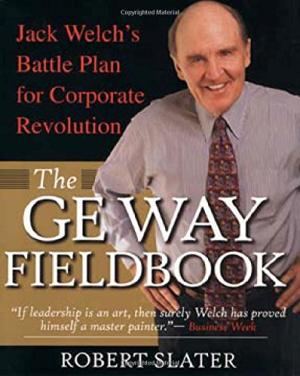 Jack Welch's
Battle Plan
for Corporate
Revolution
The
GE WAY
FIELDBOOK
"If leadership is an art, then surely Welch has proved
himself a master painter."— Business Week
ROBERT SLATER